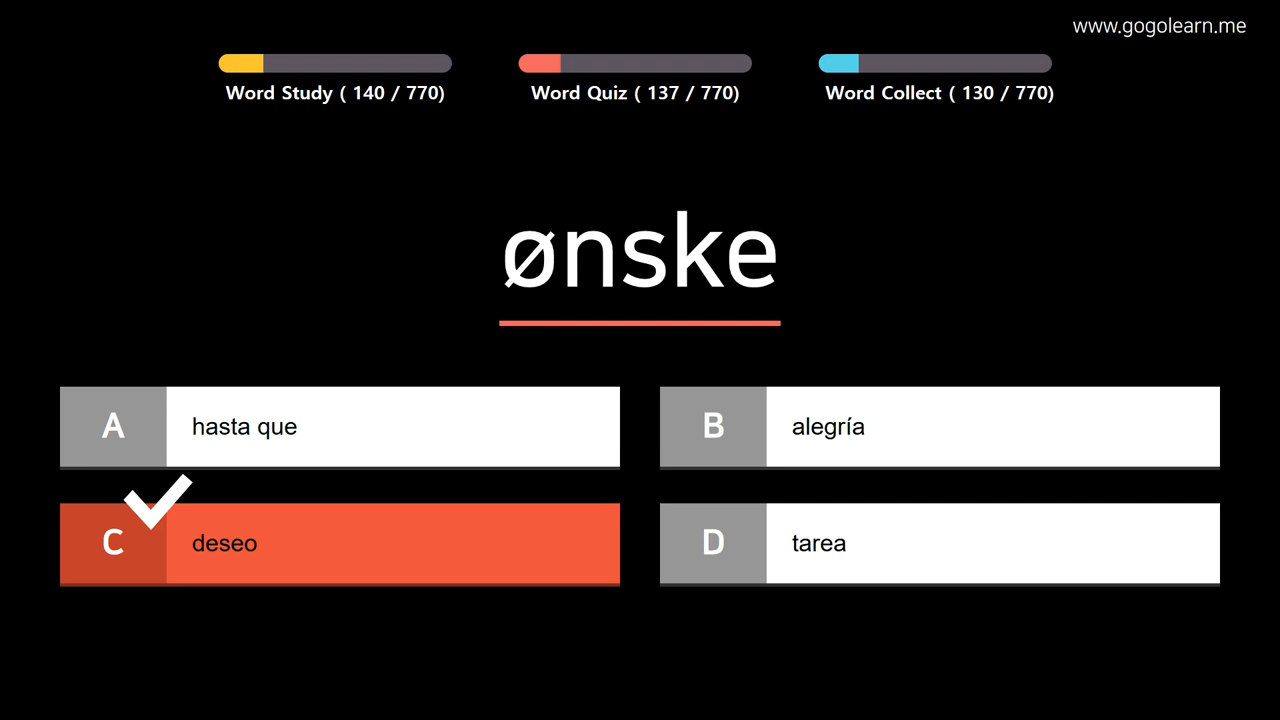 www.gogolearn.me
Word Study ( 140 / 770)
Word Quiz ( 137 / 770)
Word Collect ( 130 / 770)
ønske
A
hasta que
B
alegría
C
deseo
D
tarea